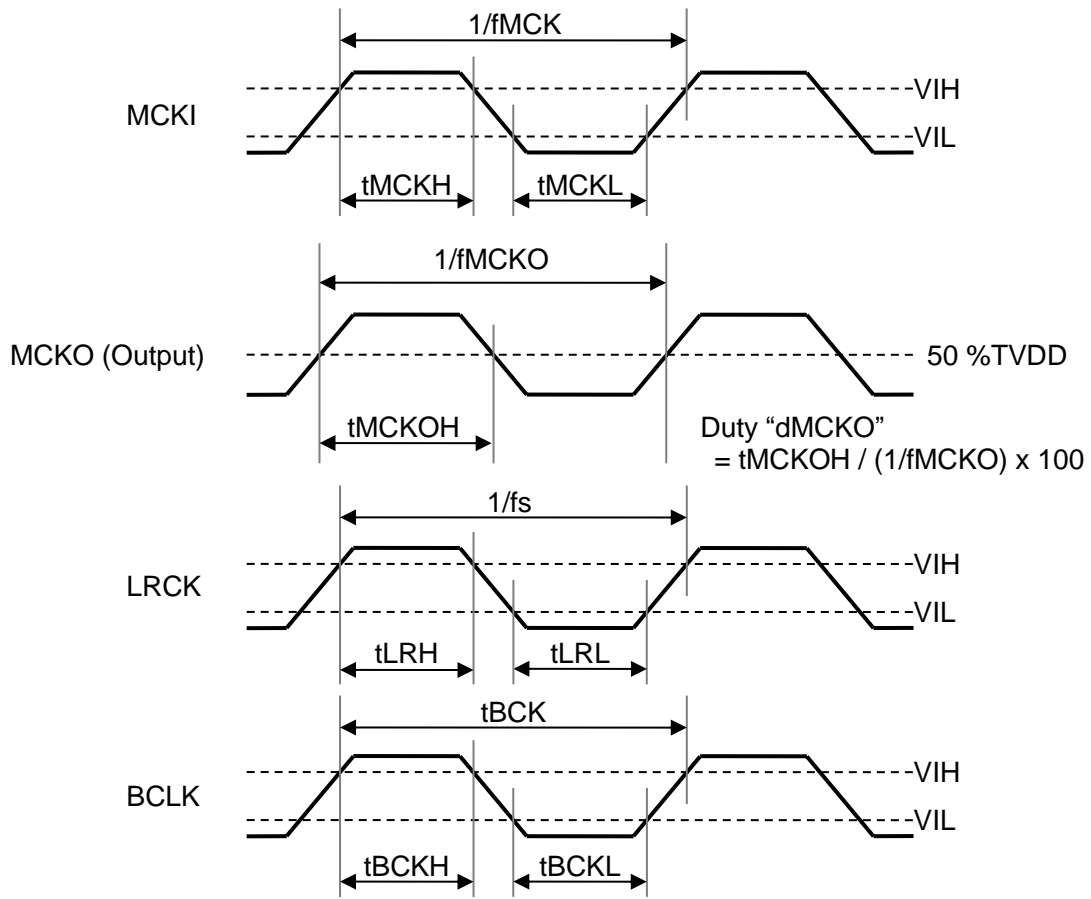 1/fMCK
MCKI
VIH
VIL
tMCKH
tMCKL
1/fMCKO
MCKO (Output)
50 %TVDD
tMCKOH
Duty “dMCKO”
= tMCKOH / (1/fMCKO) x 100
1/fs
LRCK
VIH
VIL
tLRH
tLRL
tBCK
BCLK
VIH
VIL
tBCKH
tBCKL